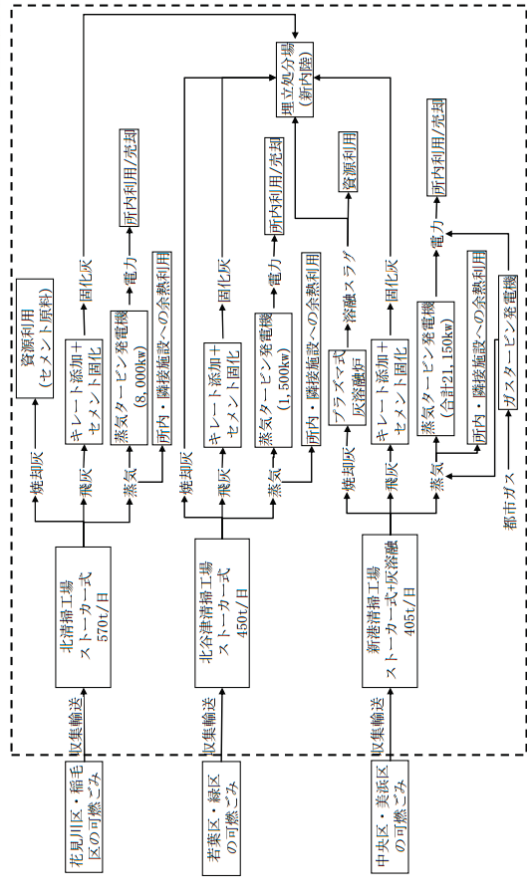 花見川区・稲毛
区の可燃ごみ
収集輸送
北清掃工場
ストーカー式
570t/日
焼却灰
資源利用
(セメント原料)
飛灰
キレート添加+
セメント固化
固化灰
蒸気
蒸気タービン発電機
(8,000kw)
電力
所内利用/売却
所内・隣接施設への余熱利用
若葉区・緑区
の可燃ごみ
収集輸送
北谷津清掃工場
ストーカー式
450t/日
焼却灰
飛灰
キレート添加+
セメント固化
固化灰
蒸気
蒸気タービン発電機
(1,500kw)
電力
所内利用/売却
所内・隣接施設への余熱利用
埋立処分場
(新内陸)
中央区・美浜区
の可燃ごみ
収集輸送
新港清掃工場
ストーカー式+灰溶融
405t/日
焼却灰
プラズマ式
灰溶融炉
溶融スラグ
資源利用
飛灰
キレート添加+
セメント固化
固化灰
蒸気
蒸気タービン発電機
(合計21,150kw)
電力
所内利用/売却
所内・隣接施設への余熱利用
都市ガス
ガスタービン発電機